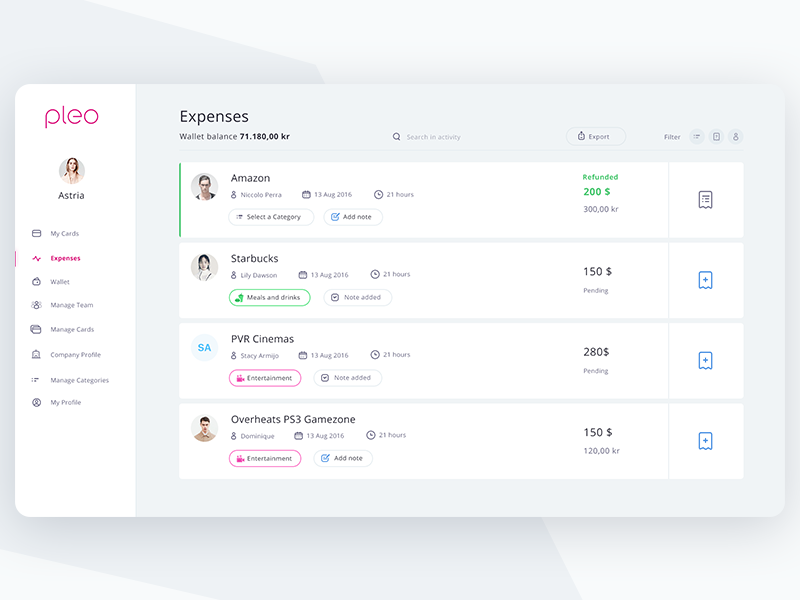 pleo
Astria
My Cards
Expenses
Wallet
Manage Team
Manage Cards
Company Profile
Manage Categories
My Profile
Expenses
Wallet balance 71.180,00 kr
Search in activity
Export
Filter
Amazon
Niccolo Perra 13 Aug 2016 21 hours
Select a Category Add note
Refunded
200 $
300,00 kr
Starbucks
Lily Dawson 13 Aug 2016 21 hours
Meals and drinks Note added
150 $
Pending
SA
PVR Cinemas
Stacy Armijo 13 Aug 2016 21 hours
Entertainment Note added
280$
Pending
Overheats PS3 Gamezone
Dominique 13 Aug 2016 21 hours
Entertainment Add note
150 $
120,00 kr